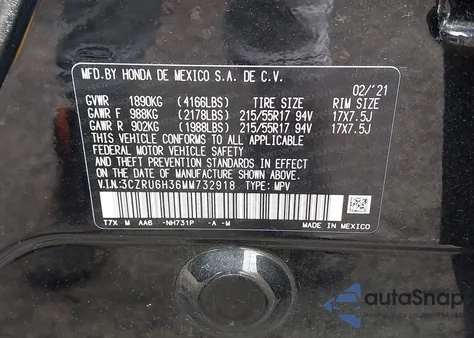 MFD.BY HONDA DE MEXICO S.A. DE C.V.
02/'21
GVWR 1890KG (4166LBS) TIRE SIZE RIM SIZE
GAWR F 988KG (2178LBS) 215/55R17 94V 17X7.5J
GAWR R 902KG (1988LBS) 215/55R17 94V 17X7.5J
THIS VEHICLE CONFORMS TO ALL APPLICABLE
FEDERAL MOTOR VEHICLE SAFETY, BUMPER,
AND THEFT PREVENTION STANDARDS IN EFFECT ON
THE DATE OF MANUFACTURE SHOWN ABOVE.
V.I.N:3CZRU6H36MM732918 TYPE: MPV
T7X M AA6 -NH731P -A -M MADE IN MEXICO
autoSnap